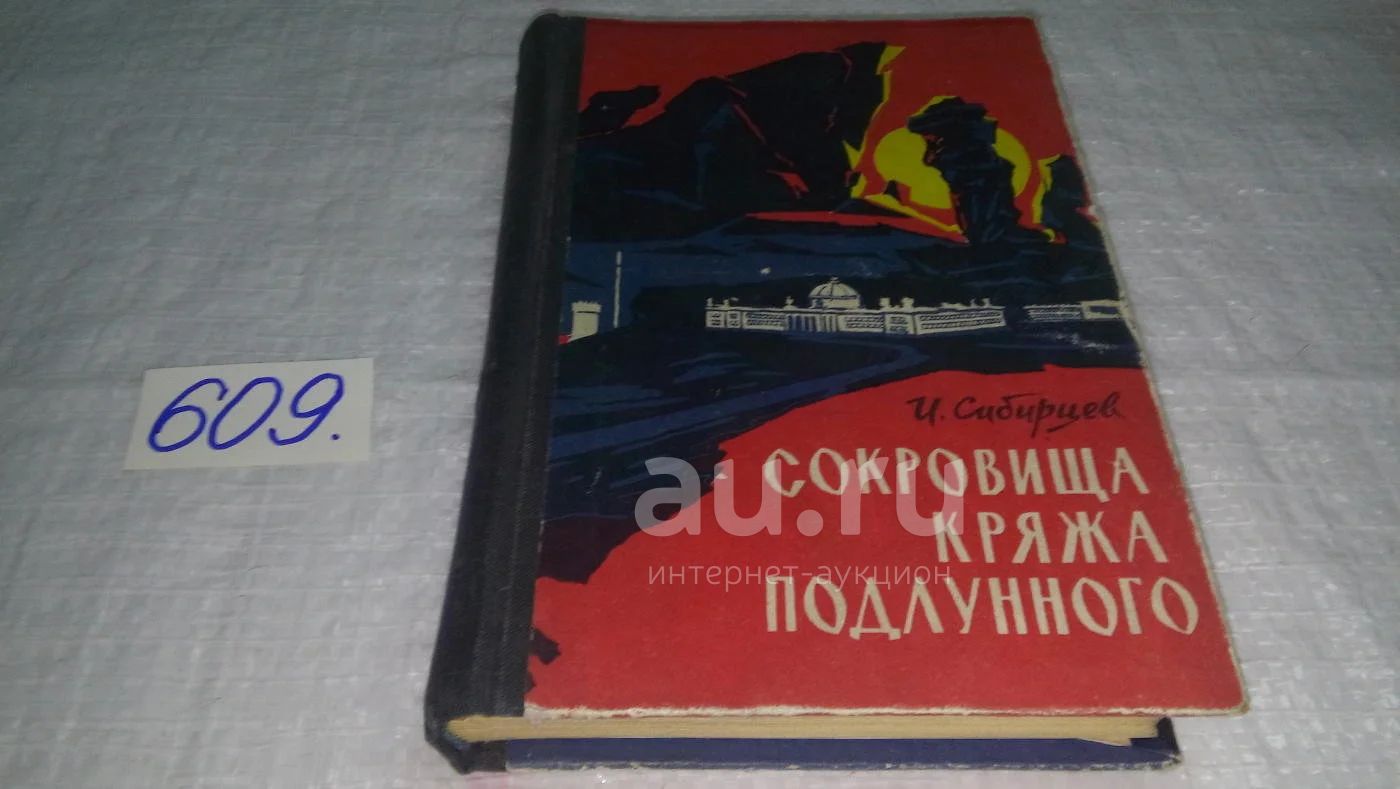 609.
И. Сибирцев
СОКРОВИЩА
КРЯЖА
ПОДЛУННОГО
au.ru
интернет-аукцион